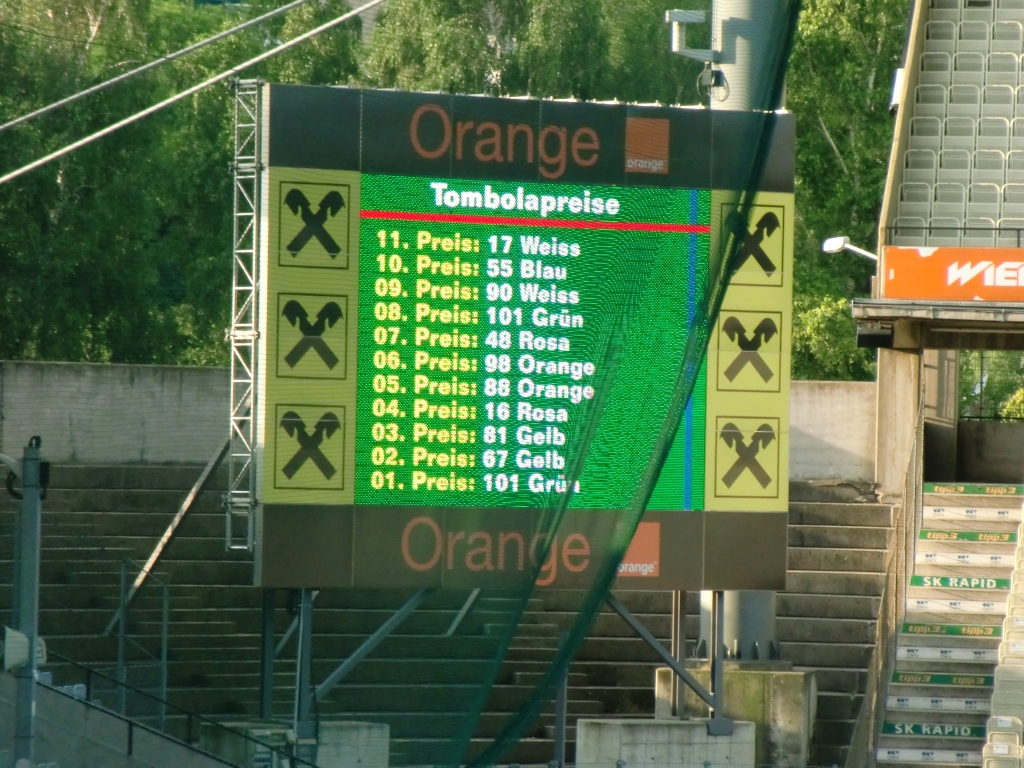 Orange
orange
Tombolapreise
11. Preis: 17 Weiss
10. Preis: 55 Blau
09. Preis: 90 Weiss
08. Preis: 101 Grün
07. Preis: 48 Rosa
06. Preis: 98 Orange
05. Preis: 88 Orange
04. Preis: 16 Rosa
03. Preis: 81 Gelb
02. Preis: 67 Gelb
01. Preis: 101 Grün
Orange
orange
WIE
tipp3 tipp3
tipp3 tipp3
SK RAPID
tipp3 tipp3
tipp3 tipp3
SK RAPID